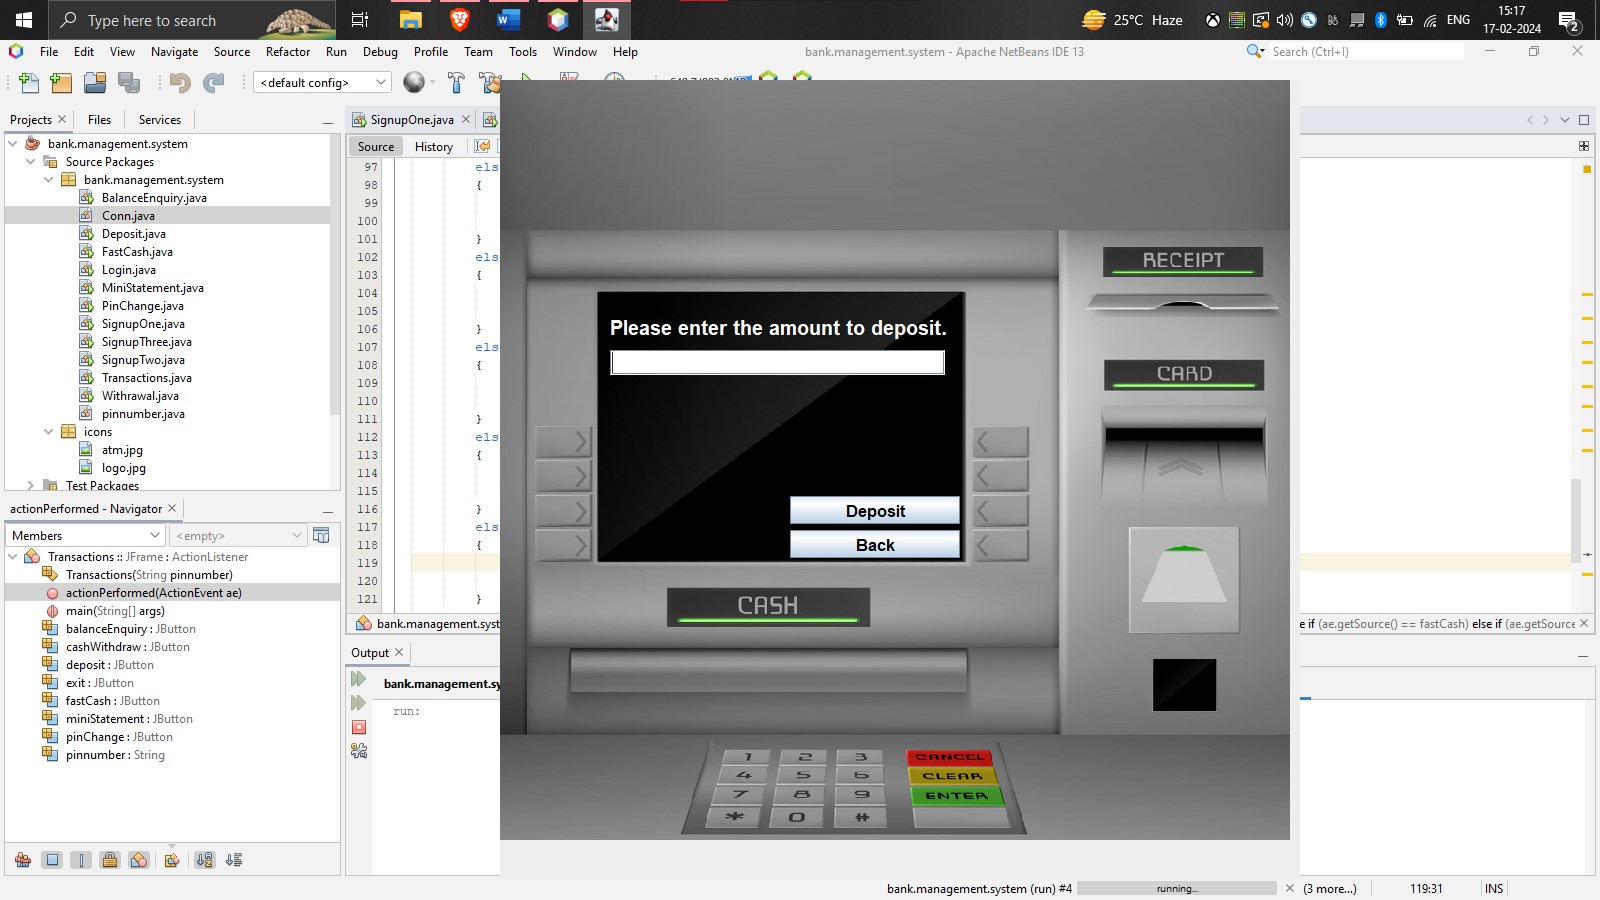 Type here to search
25°C Haze
ENG
15:17
17-02-2024
2
File Edit View Navigate Source Refactor Run Debug Profile Team Tools Window Help
bank.management.system - Apache NetBeans IDE 13
Search (Ctrl+I)
<default config>
Projects Files Services
SignupOne.java
Source History
bank.management.system
Source Packages
bank.management.system
BalanceEnquiry.java
Conn.java
Deposit.java
FastCash.java
Login.java
MiniStatement.java
PinChange.java
SignupOne.java
SignupThree.java
SignupTwo.java
Transactions.java
Withrawal.java
pinnumber.java
icons
atm.jpg
logo.jpg
Test Packages
97 els
98 {
99
100
101 }
102 els
103 {
104
105
106 }
107 els
108 {
109
110
111 }
112 els
113 {
114
115
116 }
117 els
118 {
119
120
121 }
RECEIPT
Please enter the amount to deposit.
CARD
Deposit
Back
CASH
1 2 3 CANCEL
4 5 6 CLEAR
7 8 9 ENTER
* 0 #
actionPerformed - Navigator
Members <empty>
Transactions :: JFrame : ActionListener
Transactions(String pinnumber)
actionPerformed(ActionEvent ae)
main(String[] args)
balanceEnquiry : JButton
cashWithdraw : JButton
deposit : JButton
exit : JButton
fastCash : JButton
miniStatement : JButton
pinChange : JButton
pinnumber : String
bank.management.syst
e if (ae.getSource() == fastCash) else if (ae.getSource
Output
bank.management.sy
run:
bank.management.system (run) #4 running... (3 more...) 119:31 INS